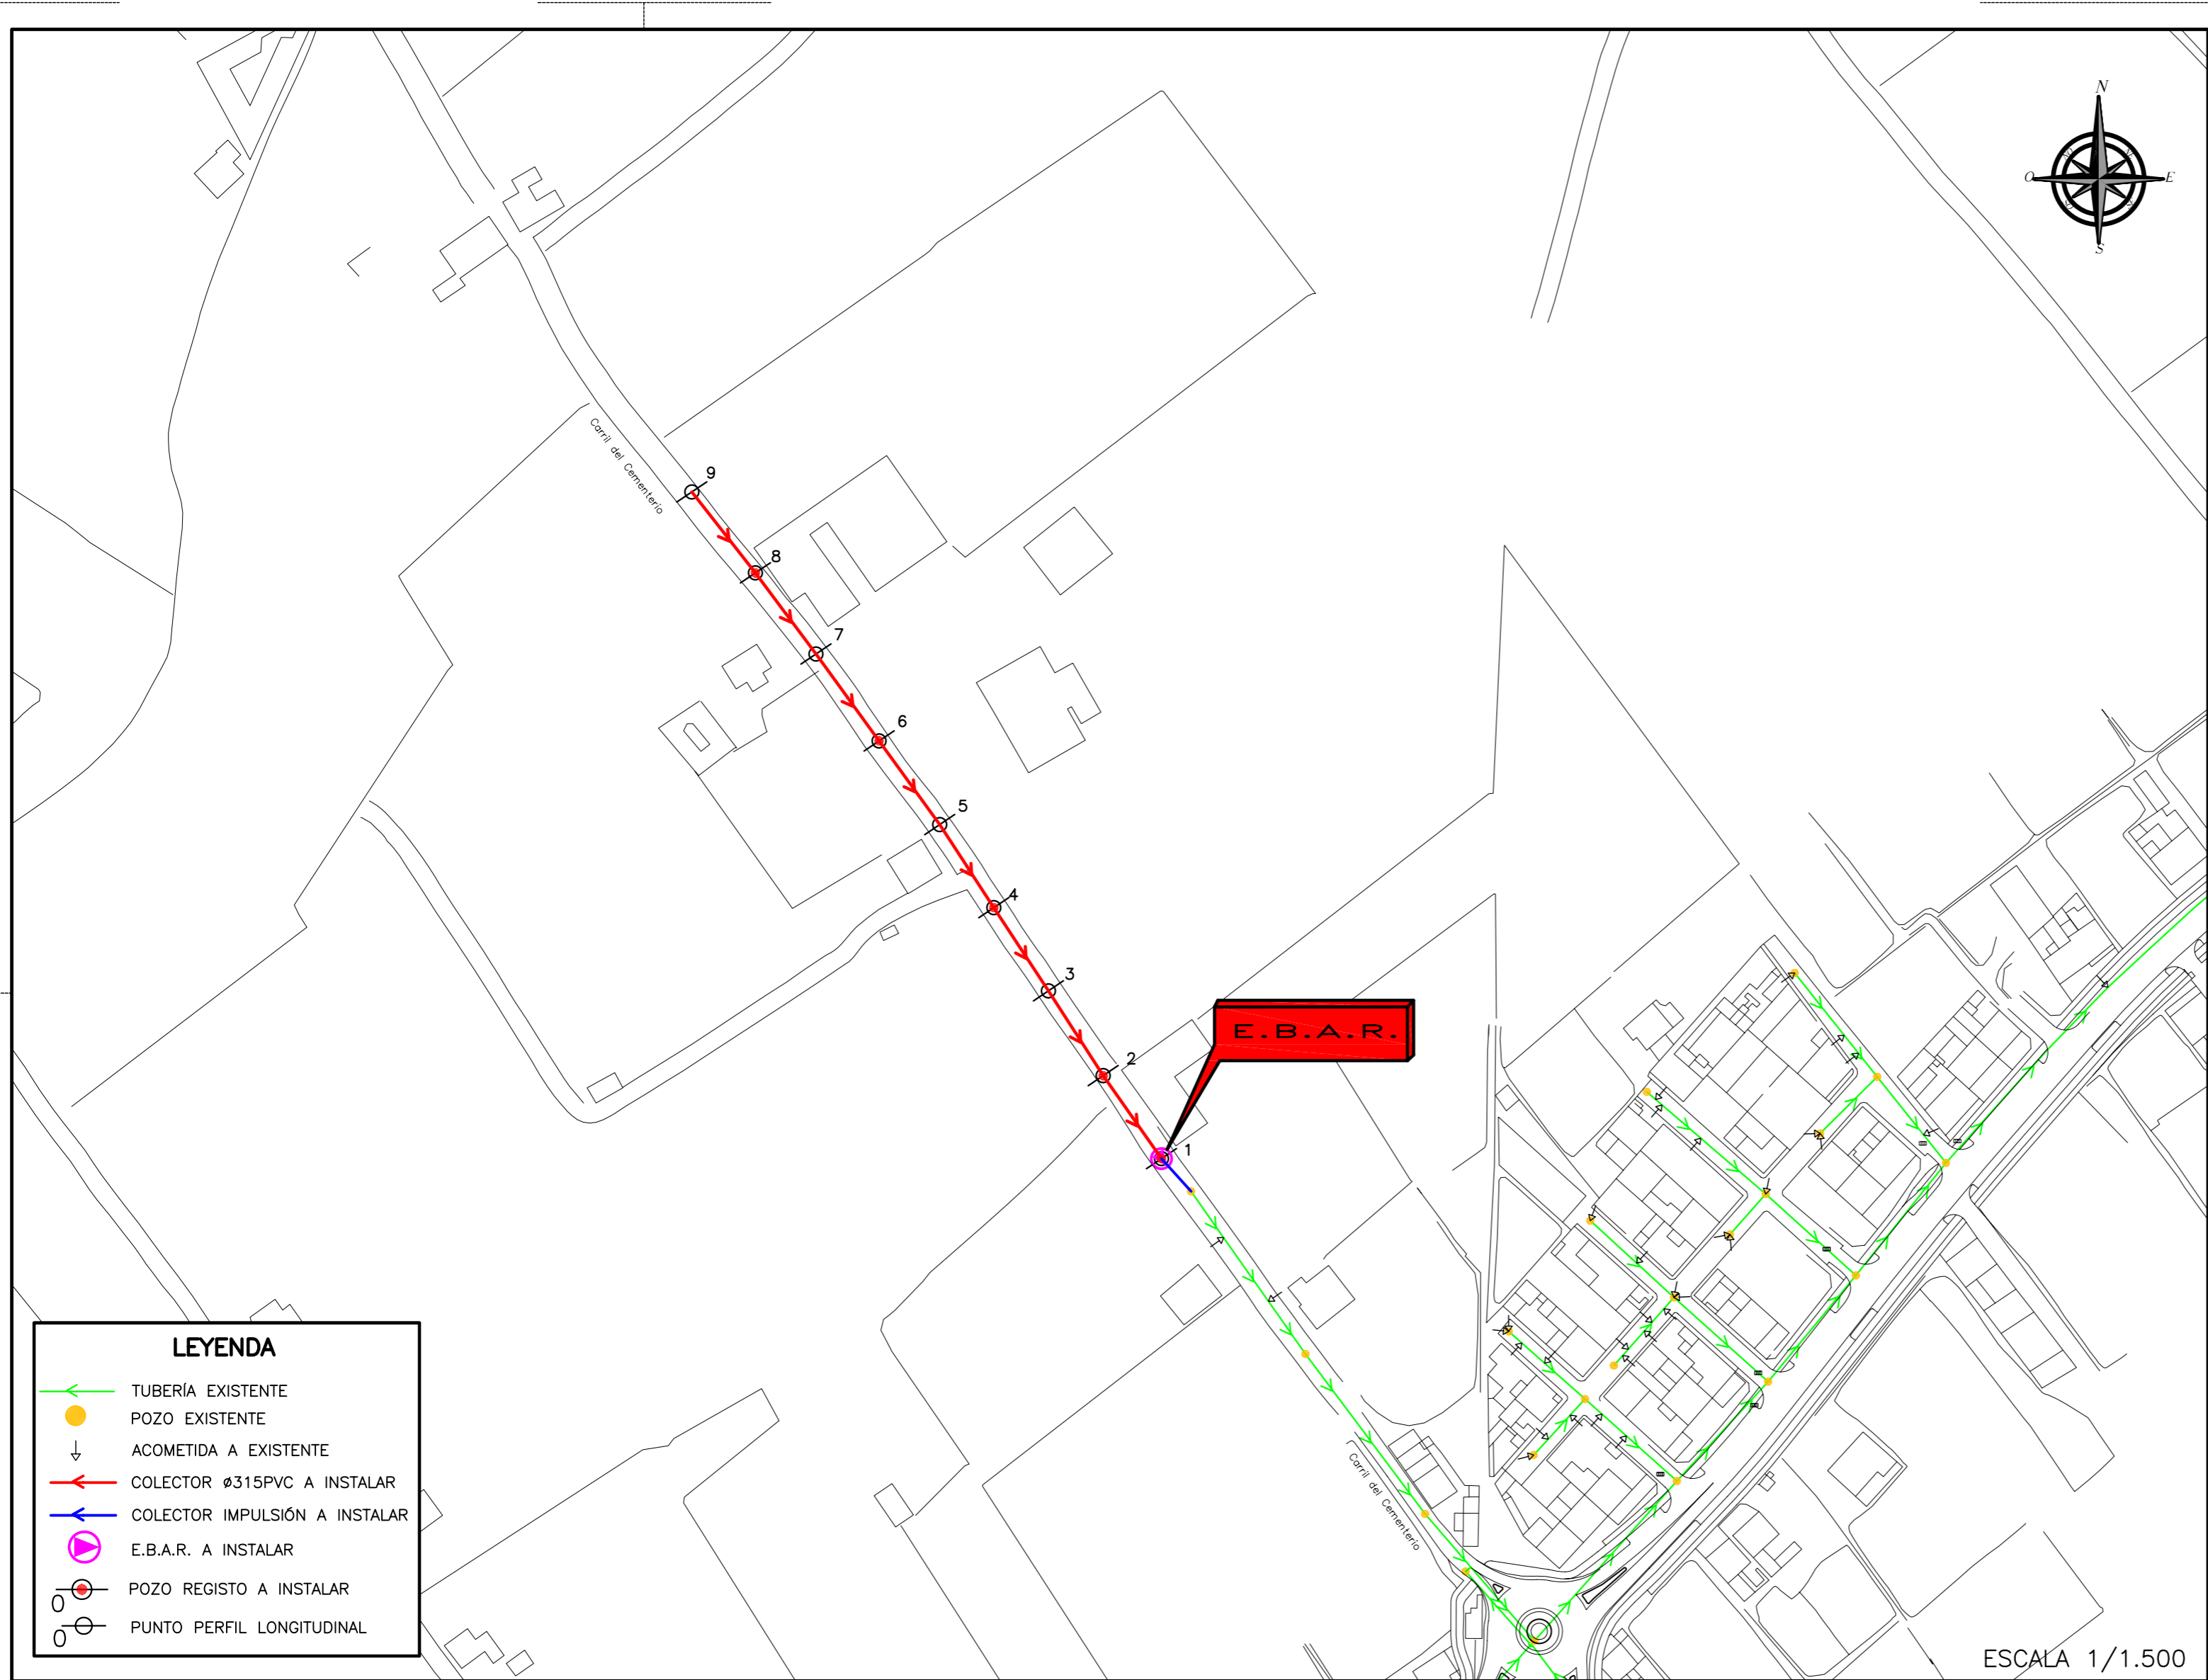 N
O
E
S
Carril del Cementerio
9
8
7
6
5
4
3
2
1
E.B.A.R.
Carril del Cementerio
LEYENDA
TUBERÍA EXISTENTE
POZO EXISTENTE
ACOMETIDA A EXISTENTE
COLECTOR ø315PVC A INSTALAR
COLECTOR IMPULSIÓN A INSTALAR
E.B.A.R. A INSTALAR
0 POZO REGISTO A INSTALAR
0 PUNTO PERFIL LONGITUDINAL
ESCALA 1/1.500